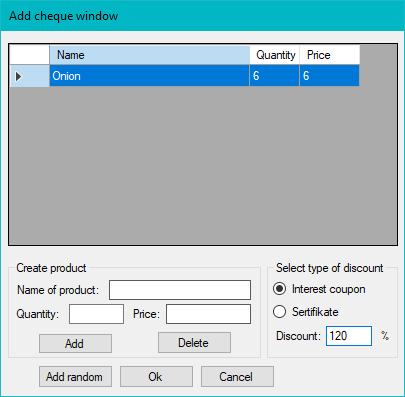 Add cheque window
Name Quantity Price
Onion 6 6
Create product
Name of product:
Quantity: Price:
Add Delete
Select type of discount
Interest coupon
Sertifikate
Discount: 120 %
Add random Ok Cancel